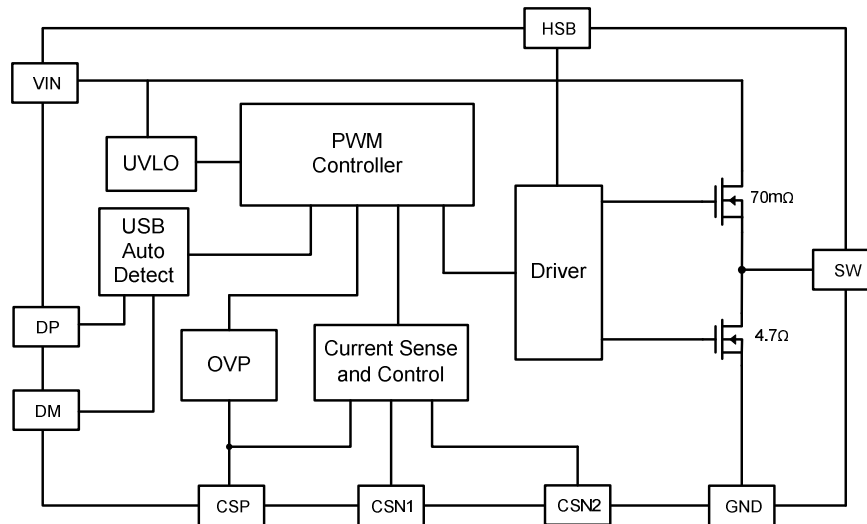 HSB
VIN
PWM
Controller
UVLO
70mΩ
USB
Auto
Detect
Driver
SW
DP
4.7Ω
OVP
Current Sense
and Control
DM
CSP
CSN1
CSN2
GND